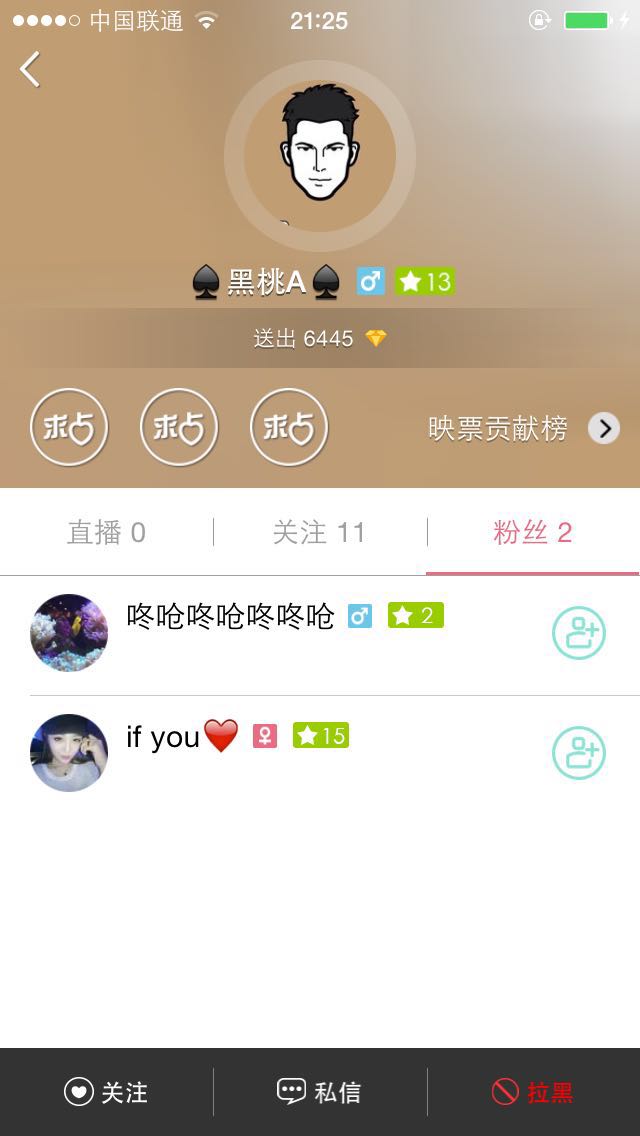 中国联通 21:25
♠黑桃A♠ ♂ ★13
送出 6445
求占 求占 求占 映票贡献榜
直播 0 关注 11 粉丝 2
咚呛咚呛咚咚呛 ♂ ★2
if you❤️ ♀ ★15
关注 私信 拉黑